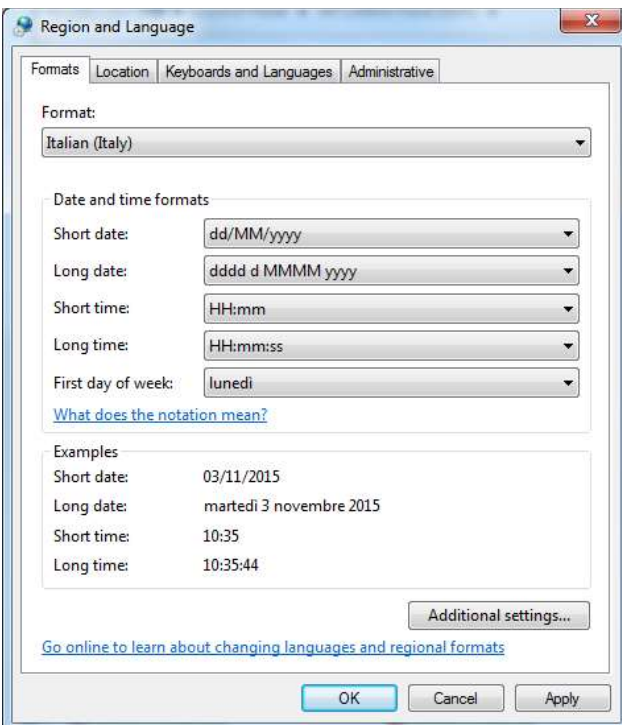 Region and Language
Formats Location Keyboards and Languages Administrative
Format:
Italian (Italy)
Date and time formats
Short date: dd/MM/yyyy
Long date: dddd d MMMM yyyy
Short time: HH:mm
Long time: HH:mm:ss
First day of week: lunedì
What does the notation mean?
Examples
Short date: 03/11/2015
Long date: martedì 3 novembre 2015
Short time: 10:35
Long time: 10:35:44
Additional settings...
Go online to learn about changing languages and regional formats
OK Cancel Apply